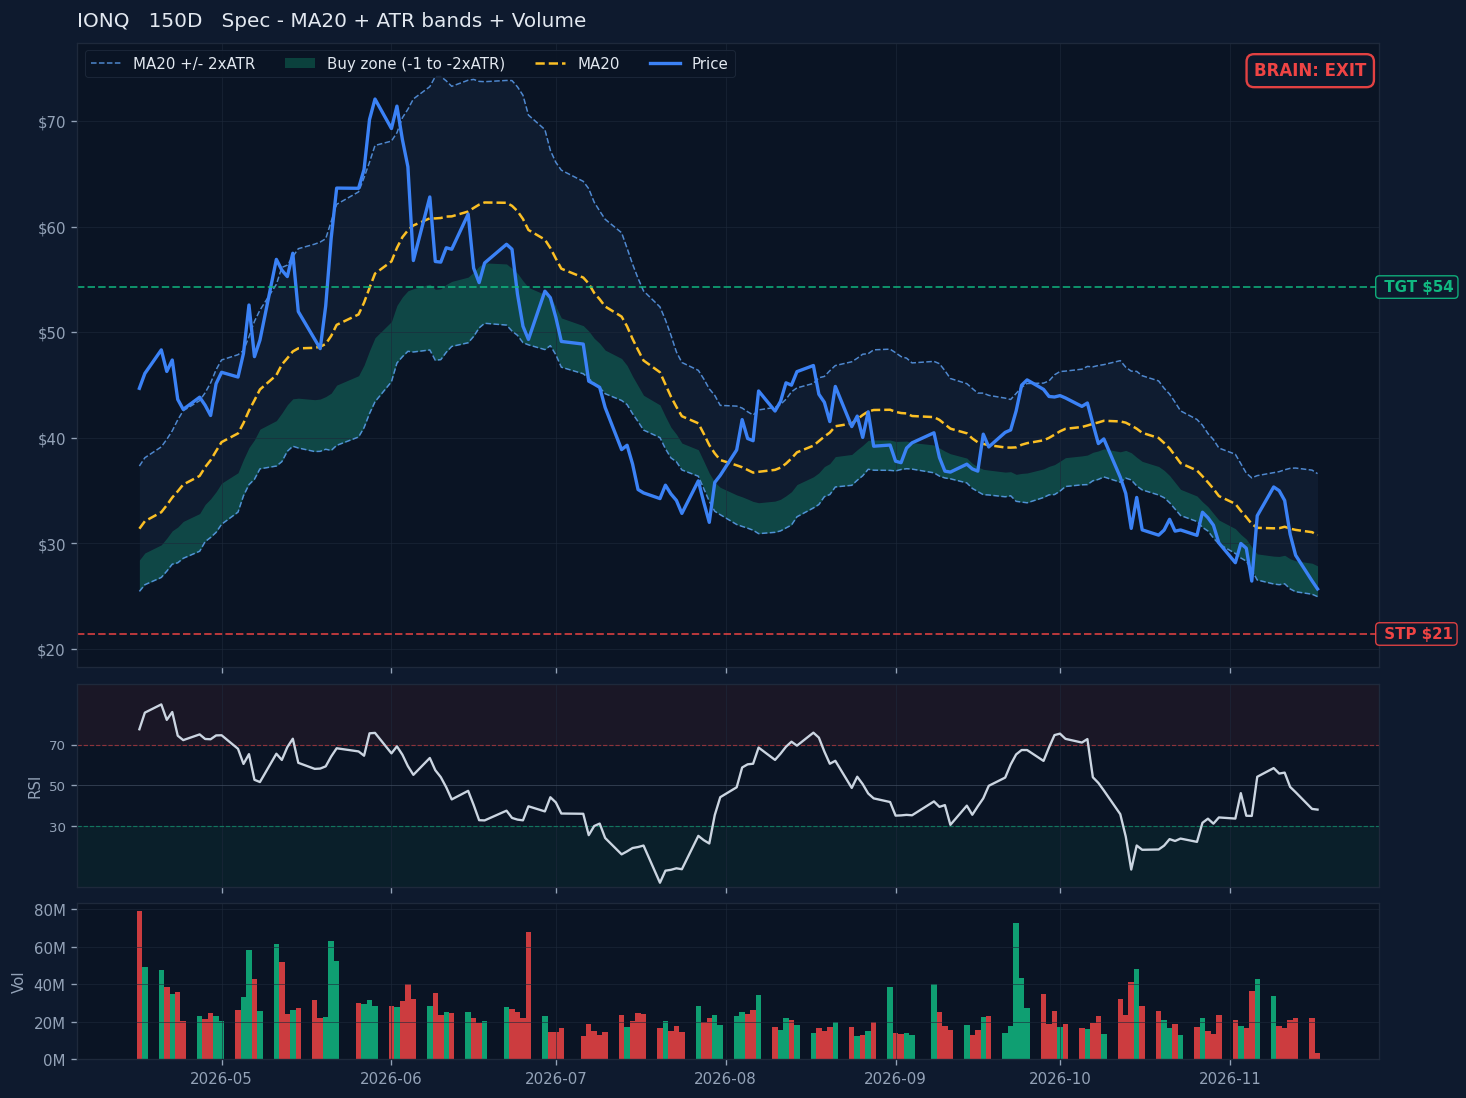 IONQ   150D   Spec - MA20 + ATR bands + Volume
MA20 +/- 2xATR
Buy zone (-1 to -2xATR)
MA20
Price
BRAIN: EXIT
$70
$60
$50
$40
$30
$20
TGT $54
STP $21
RSI
70
50
30
Vol
80M
60M
40M
20M
0M
2026-05
2026-06
2026-07
2026-08
2026-09
2026-10
2026-11